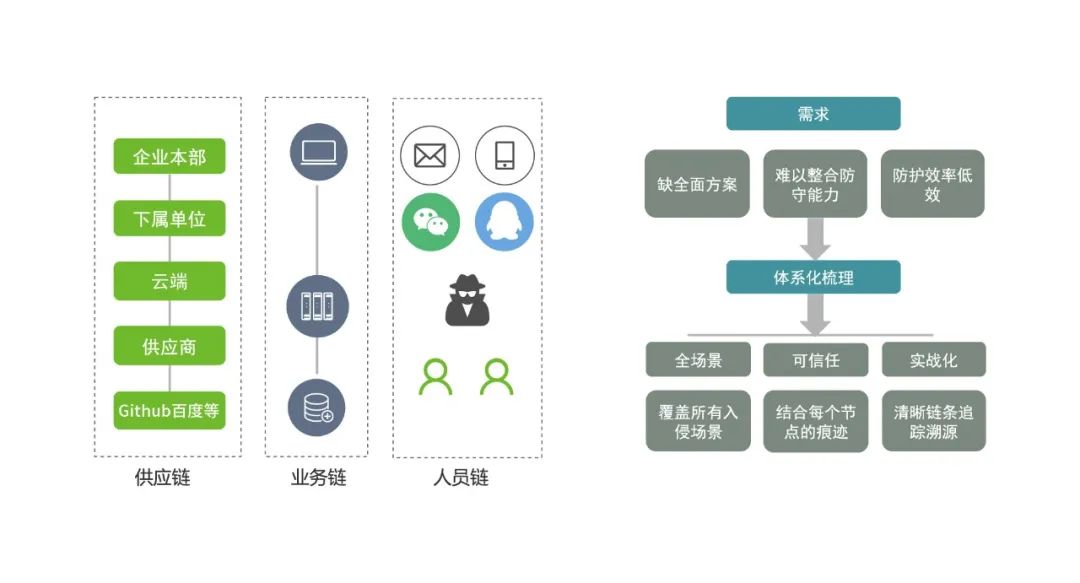 企业本部
下属单位
云端
供应商
Github百度等
供应链
业务链
人员链
需求
缺全面方案
难以整合防
守能力
防护效率低
效
体系化梳理
全场景
可信任
实战化
覆盖所有入
侵场景
结合每个节
点的痕迹
清晰链条追
踪溯源